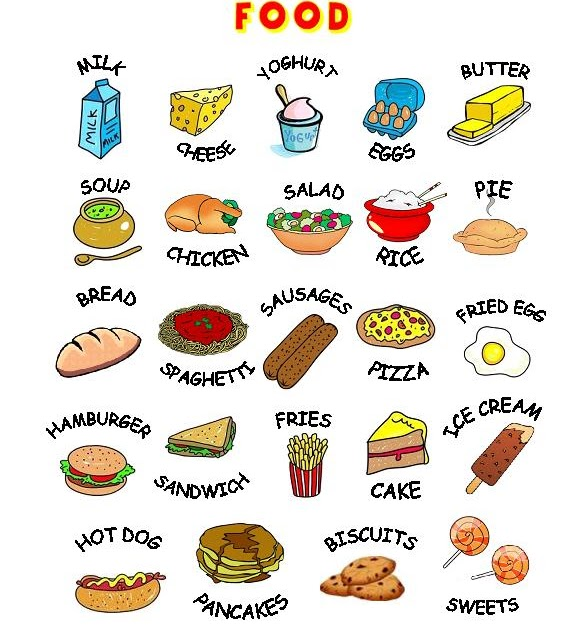 FOOD
MILK
CHEESE
YOGHURT
EGGS
BUTTER
MILK
MILK
YOGUP
SOUP
CHICKEN
SALAD
RICE
PIE
BREAD
SPAGHETTI
SAUSAGES
PIZZA
FRIED EGG
HAMBURGER
SANDWICH
FRIES
CAKE
ICE CREAM
HOT DOG
PANCAKES
BISCUITS
SWEETS